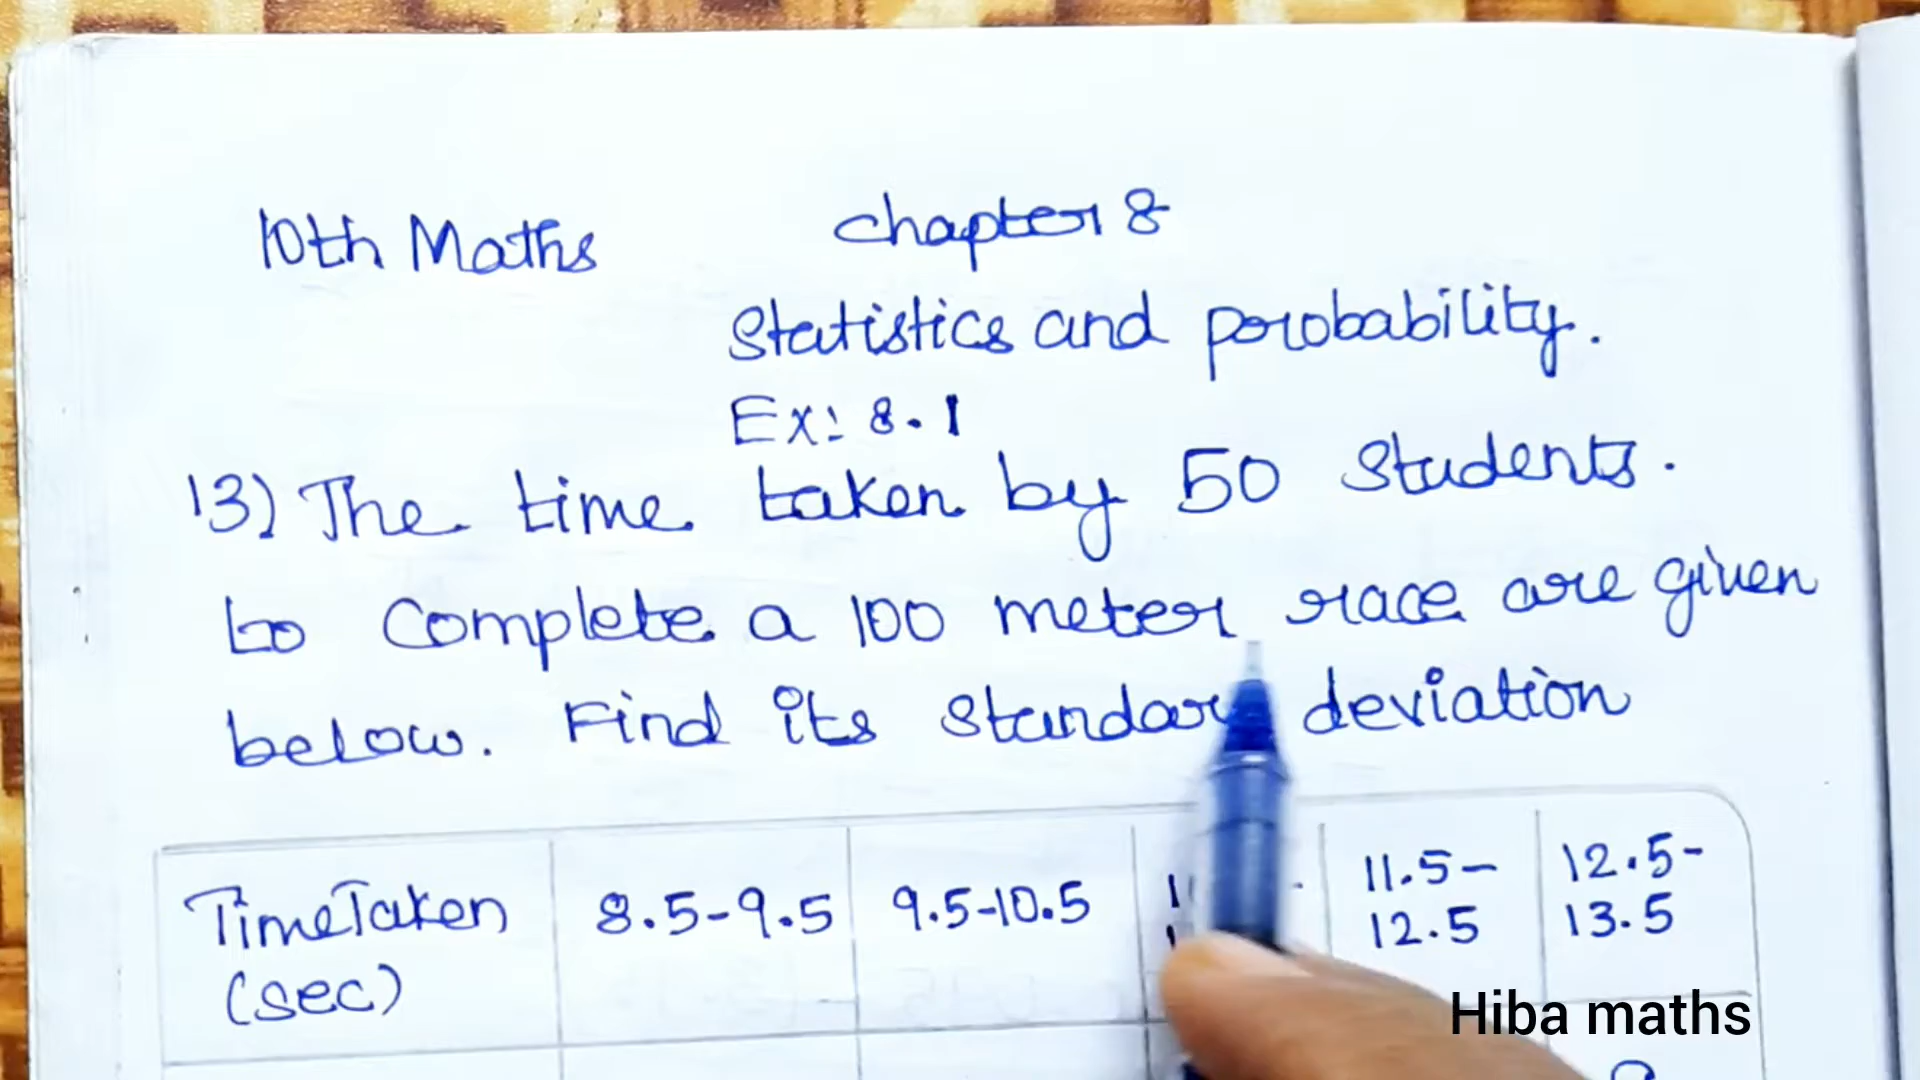 10th Maths chapter 8
Statistics and probability.
Ex: 8.1
13) The time taken by 50 Students.
to complete a 100 meter race are given
below. Find its standard deviation
Time Taken 8.5-9.5 9.5-10.5 11.5- 12.5-
12.5 13.5
(sec)
Hiba maths